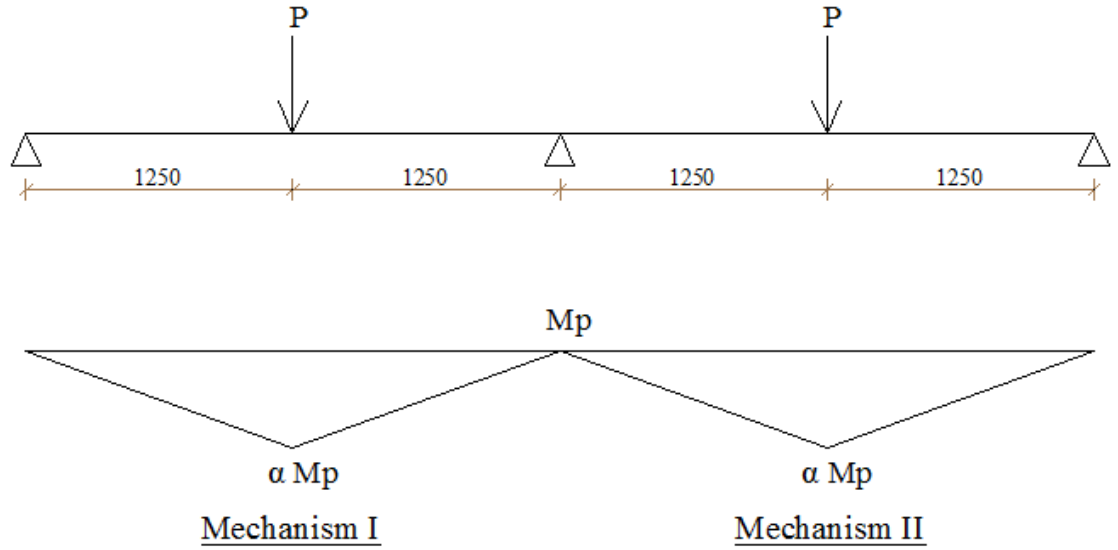 P P
1250 1250 1250 1250
Mp
α Mp α Mp
Mechanism I Mechanism II